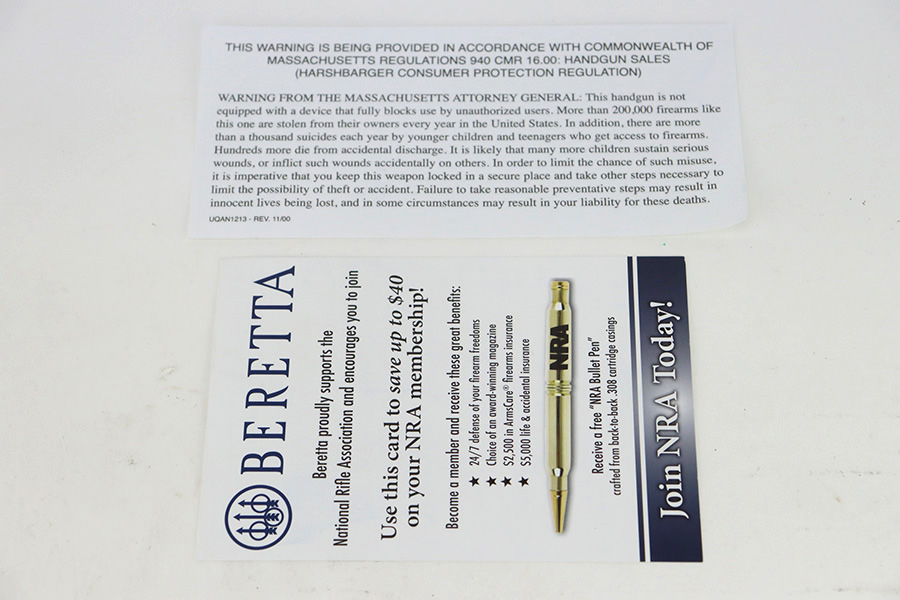 THIS WARNING IS BEING PROVIDED IN ACCORDANCE WITH COMMONWEALTH OF
MASSACHUSETTS REGULATIONS 940 CMR 16.00: HANDGUN SALES
(HARSHBARGER CONSUMER PROTECTION REGULATION)
WARNING FROM THE MASSACHUSETTS ATTORNEY GENERAL: This handgun is not
equipped with a device that fully blocks use by unauthorized users. More than 200,000 firearms like
this one are stolen from their owners every year in the United States. In addition, there are more
than a thousand suicides each year by younger children and teenagers who get access to firearms.
Hundreds more die from accidental discharge. It is likely that many more children sustain serious
wounds, or inflict such wounds accidentally on others. In order to limit the chance of such misuse,
it is imperative that you keep this weapon locked in a secure place and take other steps necessary to
limit the possibility of theft or accident. Failure to take reasonable preventative steps may result in
innocent lives being lost, and in some circumstances may result in your liability for these deaths.
UQAN1213 - REV. 11/00
BERETTA
Beretta proudly supports the
National Rifle Association and encourages you to join
Use this card to save up to $40
on your NRA membership!
Become a member and receive these great benefits:
★ 24/7 defense of your firearm freedoms
★ Choice of an award-winning magazine
★ $2,500 in ArmsCare® firearms insurance
★ $5,000 life & accidental insurance
NRA
Receive a free "NRA Bullet Pen"
crafted from back-to-back .308 cartridge casings
Join NRA Today!